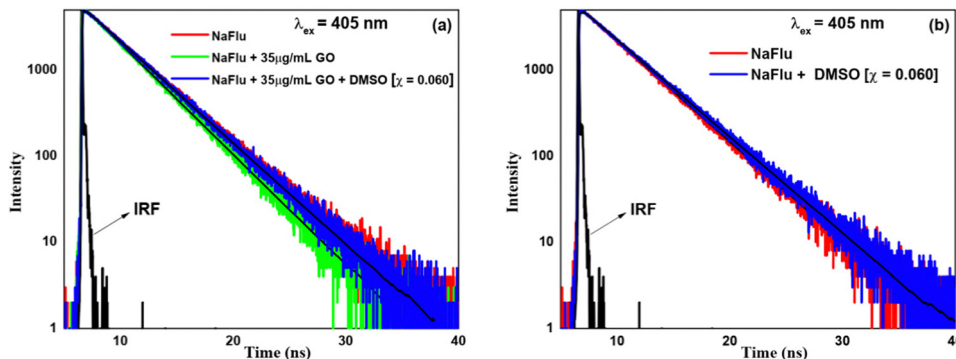 λex = 405 nm (a)
NaFlu
NaFlu + 35µg/mL GO
NaFlu + 35µg/mL GO + DMSO [χ = 0.060]
1000
100
10
1
Intensity
IRF
10 20 30 40
Time (ns)
λex = 405 nm (b)
NaFlu
NaFlu + DMSO [χ = 0.060]
1000
100
10
1
Intensity
IRF
10 20 30 40
Time (ns)